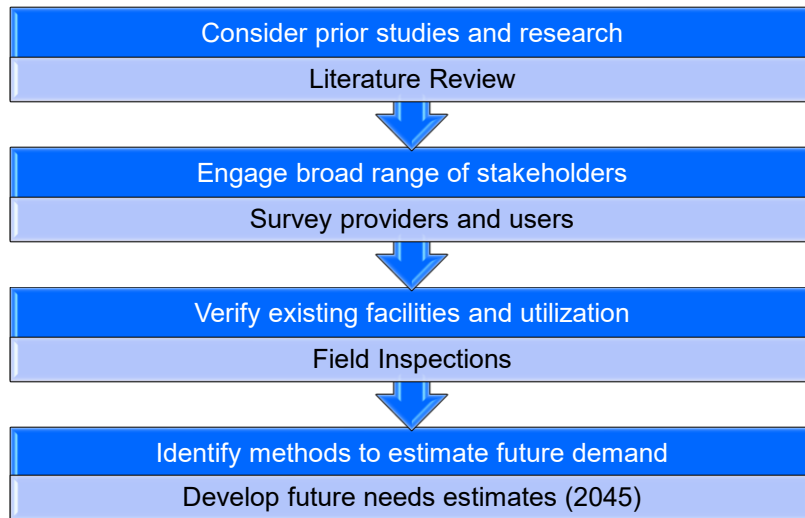 Consider prior studies and research
Literature Review
Engage broad range of stakeholders
Survey providers and users
Verify existing facilities and utilization
Field Inspections
Identify methods to estimate future demand
Develop future needs estimates (2045)